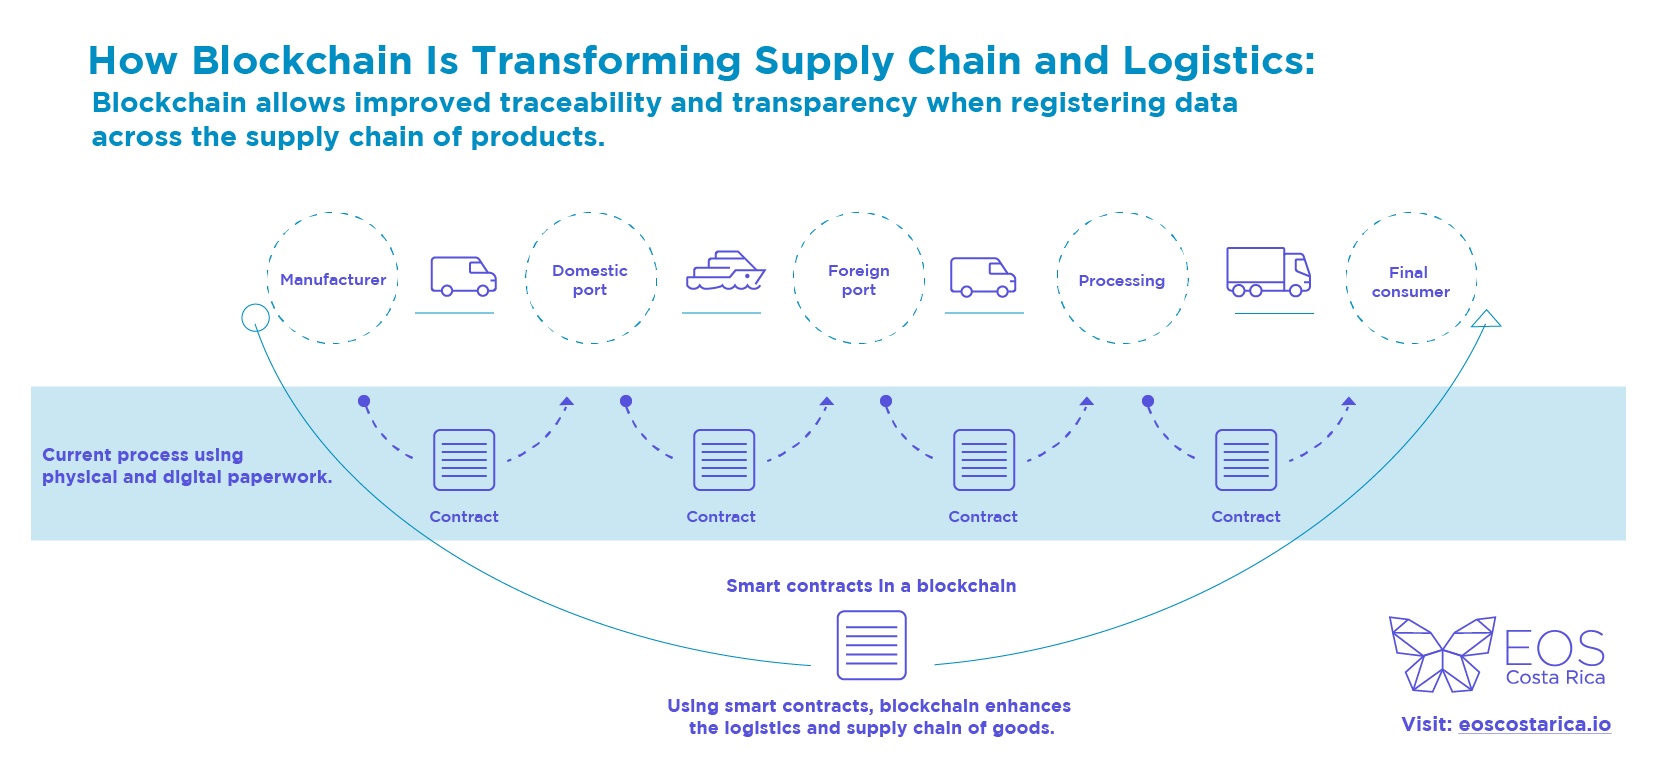 How Blockchain Is Transforming Supply Chain and Logistics:
Blockchain allows improved traceability and transparency when registering data
across the supply chain of products.
Manufacturer
Domestic
port
Foreign
port
Processing
Final
consumer
Current process using
physical and digital paperwork.
Contract
Contract
Contract
Contract
Smart contracts in a blockchain
Using smart contracts, blockchain enhances
the logistics and supply chain of goods.
EOS
Costa Rica
Visit: eoscostarica.io